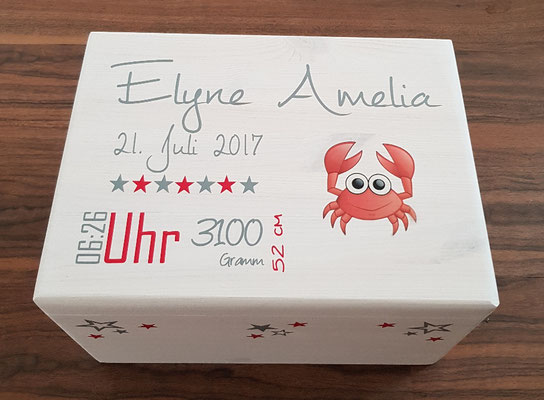 Elyne Amelia
21. Juli 2017
06:26 Uhr
3100 Gramm
52 cm